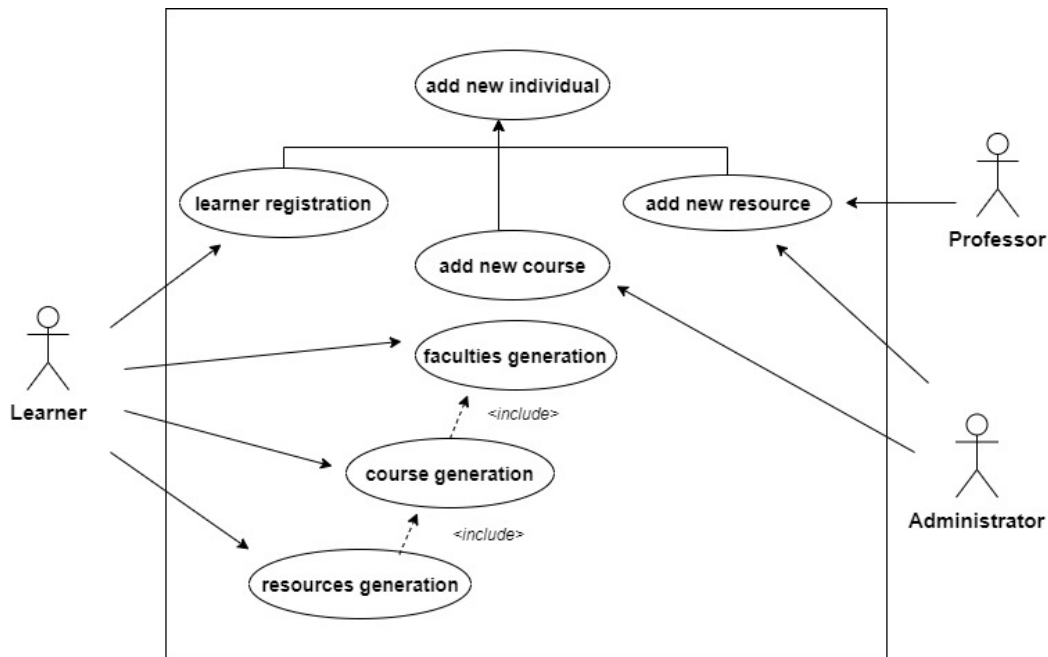 add new individual
learner registration
add new resource
Professor
add new course
faculties generation
Learner
<include>
course generation
Administrator
<include>
resources generation